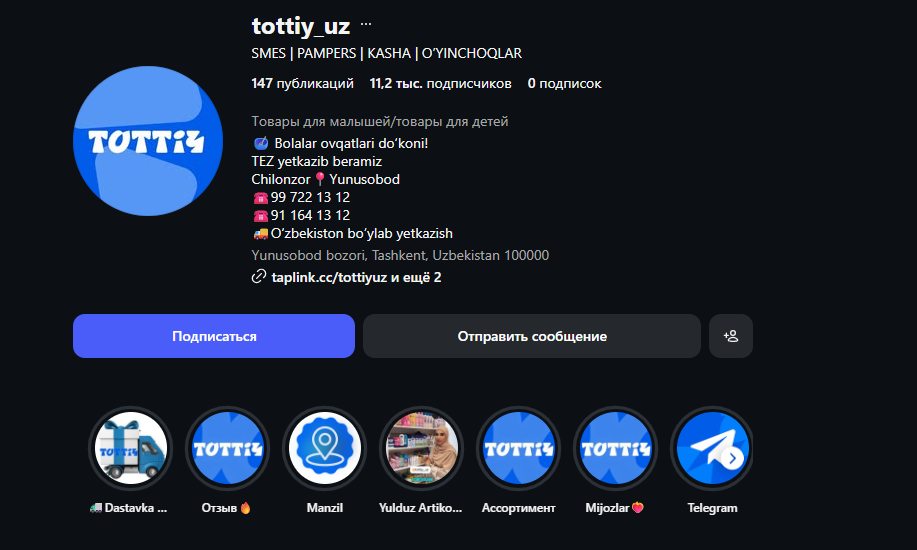 tottiy_uz ...
SMES | PAMPERS | KASHA | O’YINCHOQLAR
147 публикаций 11,2 тыс. подписчиков 0 подписок
Товары для малышей/товары для детей
Bolalar ovqatlari do‘koni!
TEZ yetkazib beramiz
Chilonzor📍Yunusobod
☎️99 722 13 12
☎️91 164 13 12
🚚O‘zbekiston bo‘ylab yetkazish
Yunusobod bozori, Tashkent, Uzbekistan 100000
taplink.cc/tottiyuz и ещё 2
TOTTIY
Подписаться
Отправить сообщение
TOTTIY
TOTTIY
TOTTIY
TOTTIY
🚛Dastavka ...
Отзыв🔥
Manzil
Yulduz Artiko...
Ассортимент
Mijozlar❤️‍🔥
Telegram